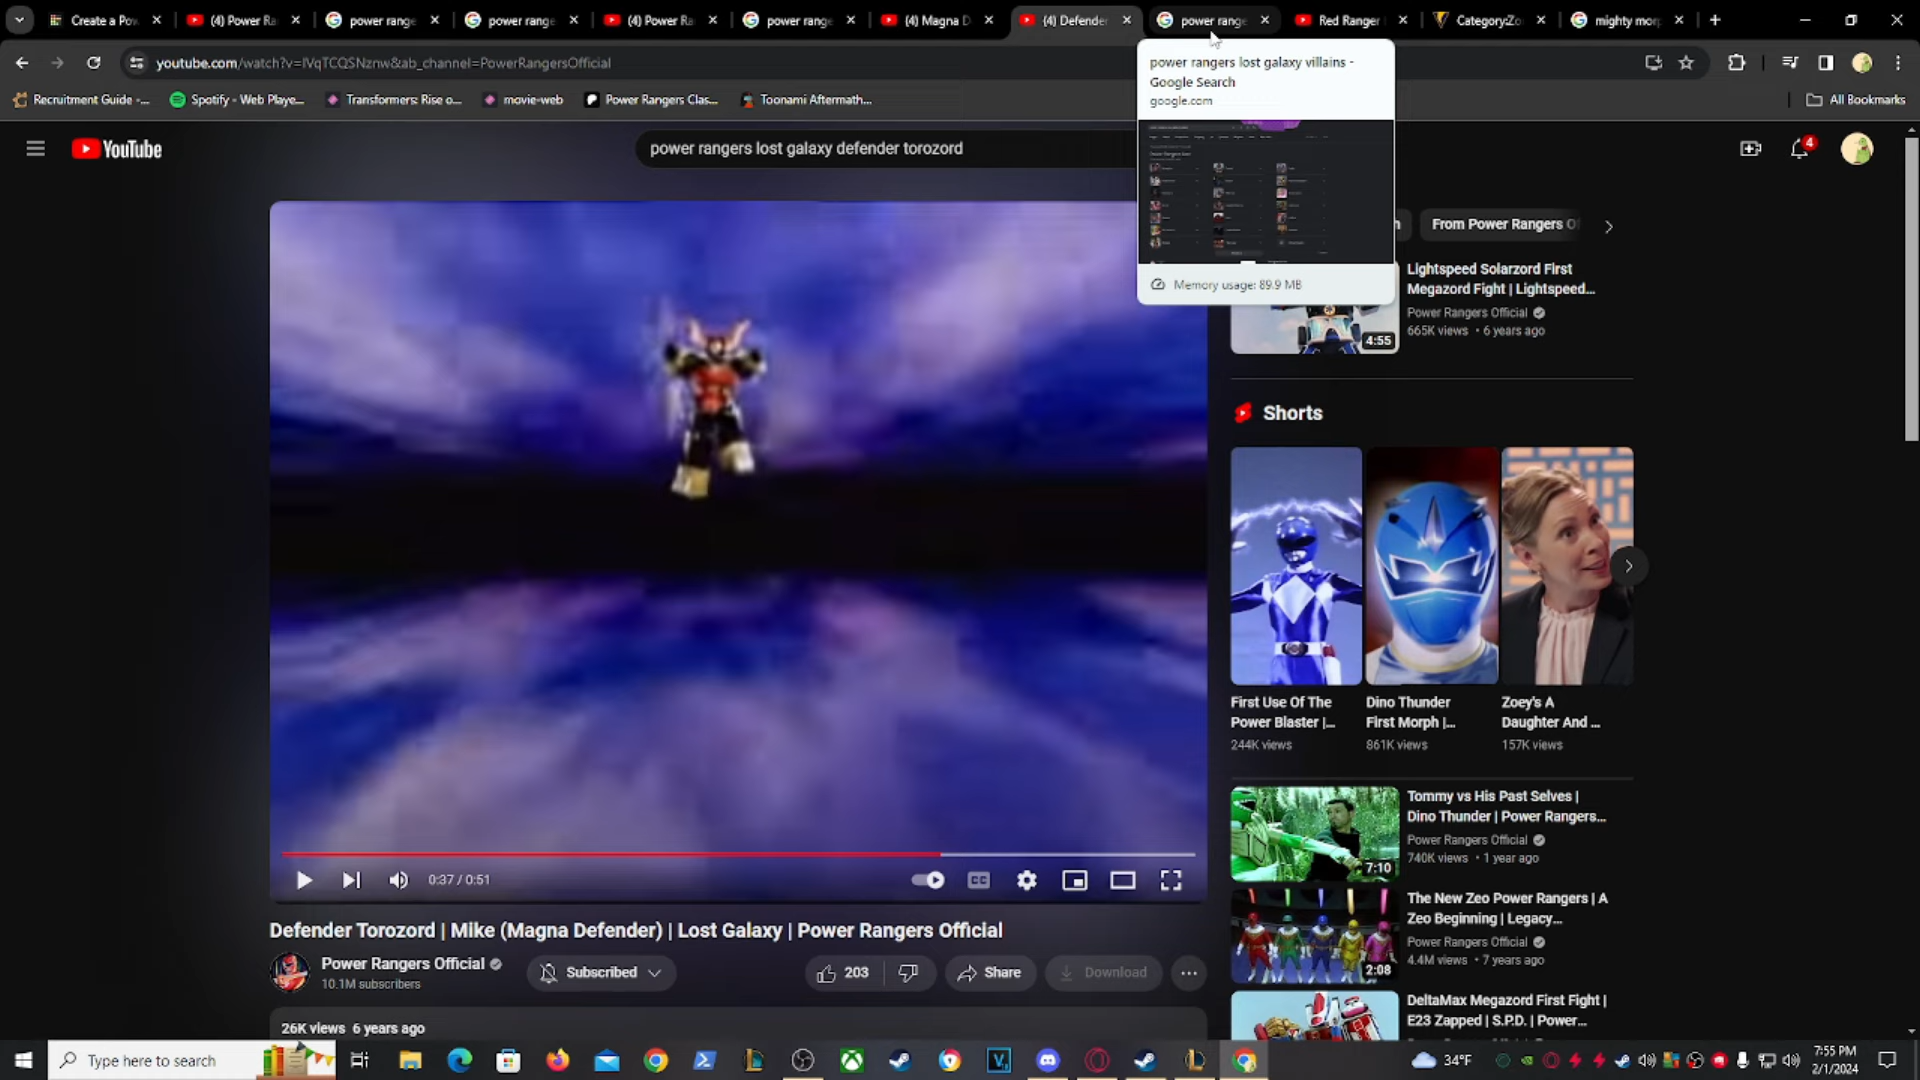 Create a Pow
(4) Power Ra
power range
power range
(4) Power Ra
power range
(4) Magna D
(4) Defender
power range
Red Ranger
Category:Zo
mighty mor
youtube.com/watch?v=IVqTCQSNznw&ab_channel=PowerRangersOfficial
Recruitment Guide -...
Spotify - Web Playe...
Transformers: Rise o...
movie-web
Power Rangers Clas...
Toonami Aftermath...
All Bookmarks
power rangers lost galaxy villains -
Google Search
google.com
Memory usage: 89.9 MB
YouTube
power rangers lost galaxy defender torozord
4
From Power Rangers Of
Lightspeed Solarzord First
Megazord Fight | Lightspeed...
Power Rangers Official
665K views • 6 years ago
4:55
Shorts
First Use Of The
Power Blaster |...
244K views
Dino Thunder
First Morph |...
861K views
Zoey's A
Daughter And ...
157K views
Tommy vs His Past Selves |
Dino Thunder | Power Rangers...
Power Rangers Official
740K views • 1 year ago
7:10
The New Zeo Power Rangers | A
Zeo Beginning | Legacy...
Power Rangers Official
4.4M views • 7 years ago
2:08
DeltaMax Megazord First Fight |
E23 Zapped | S.P.D. | Power...
0:37 / 0:51
CC
Defender Torozord | Mike (Magna Defender) | Lost Galaxy | Power Rangers Official
Power Rangers Official
10.1M subscribers
Subscribed
203
Share
Download
26K views 6 years ago
Type here to search
34°F
7:55 PM
2/1/2024